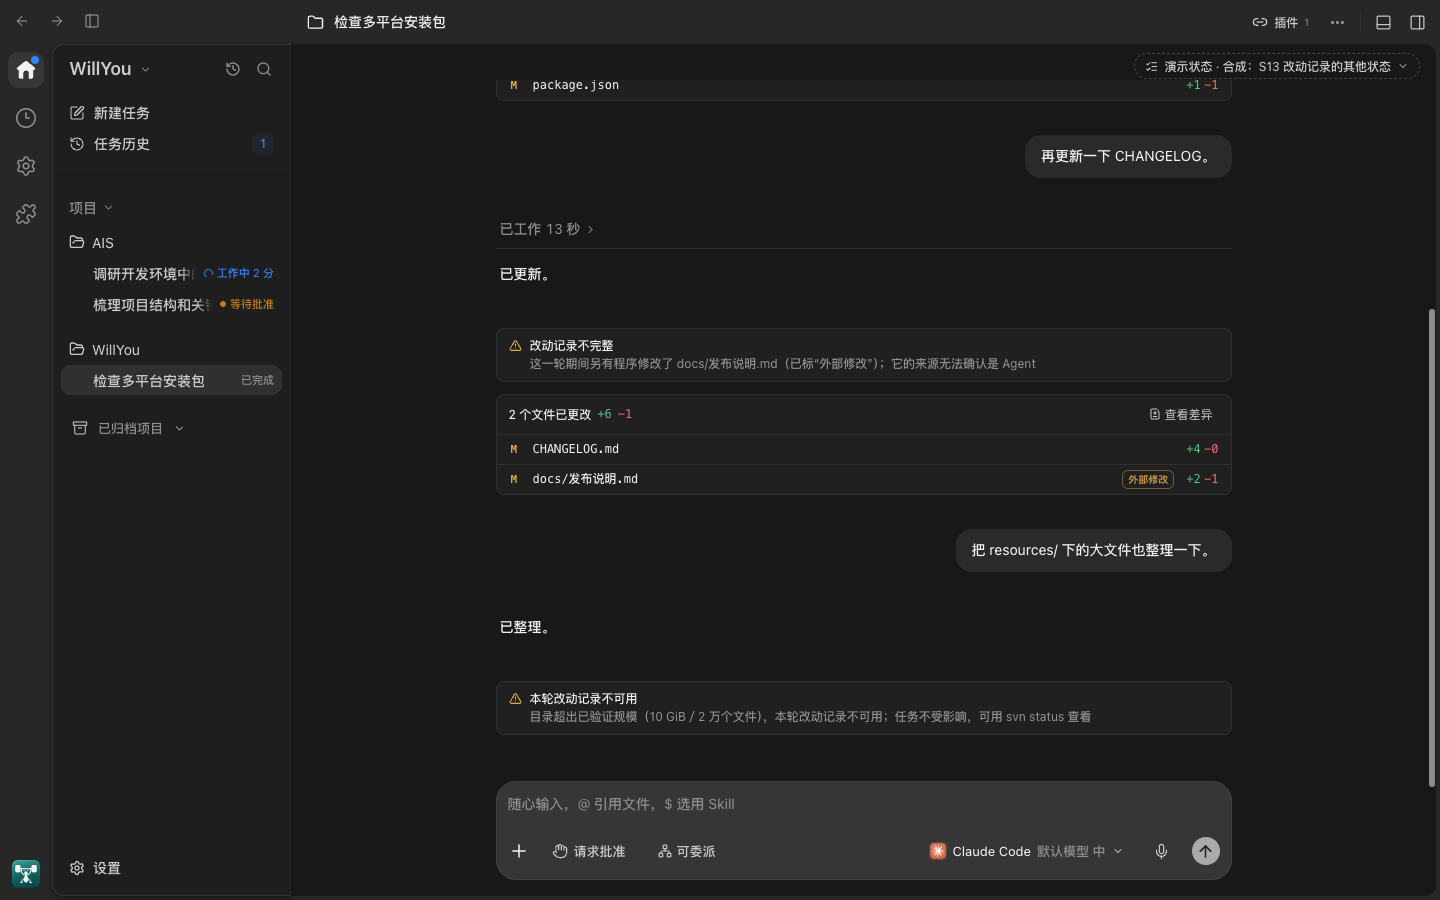 检查多平台安装包
插件 1
WillYou
演示状态 · 合成：S13 改动记录的其他状态
新建任务
任务历史 1
项目
AIS
调研开发环境中 工作中 2 分
梳理项目结构和关 等待批准
WillYou
检查多平台安装包 已完成
已归档项目
设置
M package.json +1 −1
再更新一下 CHANGELOG。
已工作 13 秒
已更新。
改动记录不完整
这一轮期间另有程序修改了 docs/发布说明.md（已标“外部修改”）；它的来源无法确认是 Agent
2 个文件已更改 +6 −1 查看差异
M CHANGELOG.md +4 −0
M docs/发布说明.md 外部修改 +2 −1
把 resources/ 下的大文件也整理一下。
已整理。
本轮改动记录不可用
目录超出已验证规模（10 GiB / 2 万个文件），本轮改动记录不可用；任务不受影响，可用 svn status 查看
随心输入，@ 引用文件，$ 选用 Skill
请求批准 可委派 Claude Code 默认模型 中